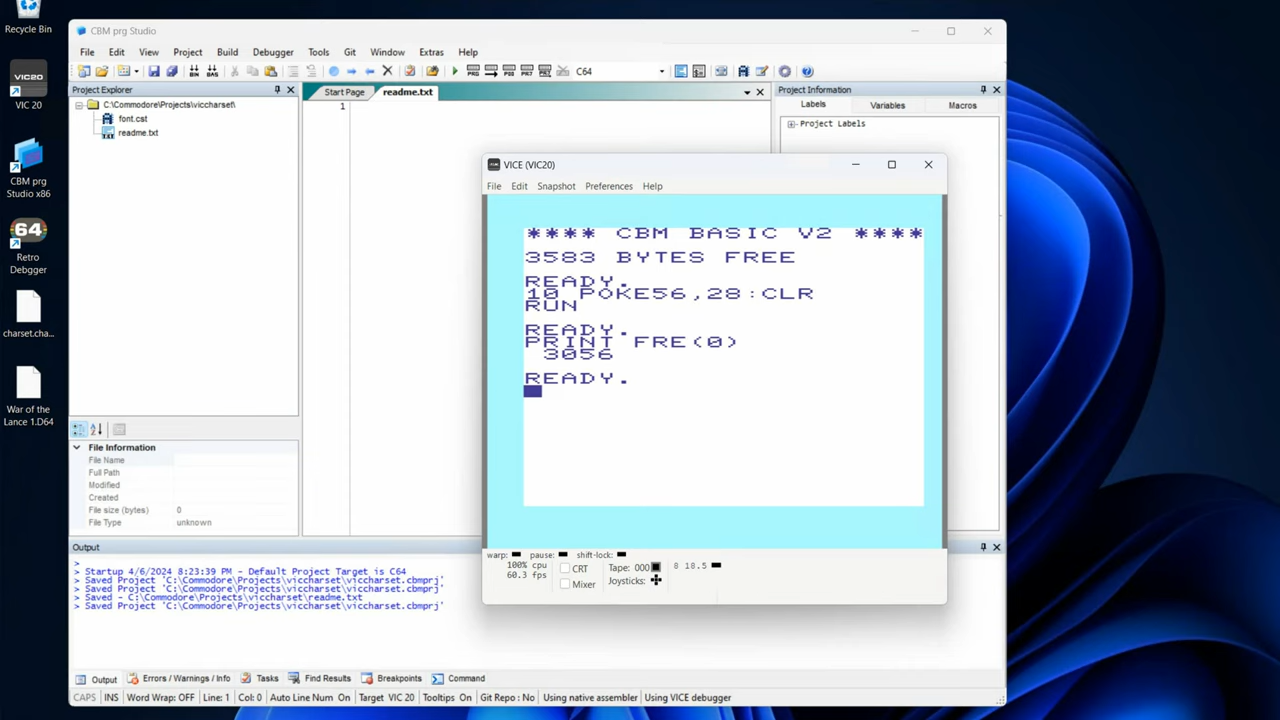 Recycle Bin
VIC20
VIC 20
CBM prg
Studio x86
64
Retro
Debgger
charset.cha...
War of the
Lance 1.D64
CBM prg Studio
File Edit View Project Build Debugger Tools Git Window Extras Help
BIN BAS PRG PRG C64
Project Explorer
C:\Commodore\Projects\viccharset\
font.cst
readme.txt
File Information
File Name
Full Path
Modified
Created
File size (bytes) 0
File Type unknown
Start Page readme.txt
1
Project Information
Labels Variables Macros
Project Labels
VICE (VIC20)
File Edit Snapshot Preferences Help
**** CBM BASIC V2 ****
3583 BYTES FREE
READY.
10 POKE56,28:CLR
RUN
READY.
PRINT FRE(0)
3056
READY.
warp: pause: shift-lock:
100% cpu
60.3 fps
CRT
Mixer
Tape: 000
Joysticks:
8 18.5
Output
>
> Startup 4/6/2024 8:23:39 PM - Default Project Target is C64
> Saved Project 'C:\Commodore\Projects\viccharset\viccharset.cbmprj'
> Saved Project 'C:\Commodore\Projects\viccharset\viccharset.cbmprj'
> Saved - C:\Commodore\Projects\viccharset\readme.txt
> Saved Project 'C:\Commodore\Projects\viccharset\viccharset.cbmprj'
Output Errors / Warnings / Info Tasks Find Results Breakpoints Command
CAPS INS Word Wrap: OFF Line: 1 Col: 0 Auto Line Num On Target VIC 20 Tooltips On Git Repo : No Using native assembler Using VICE debugger